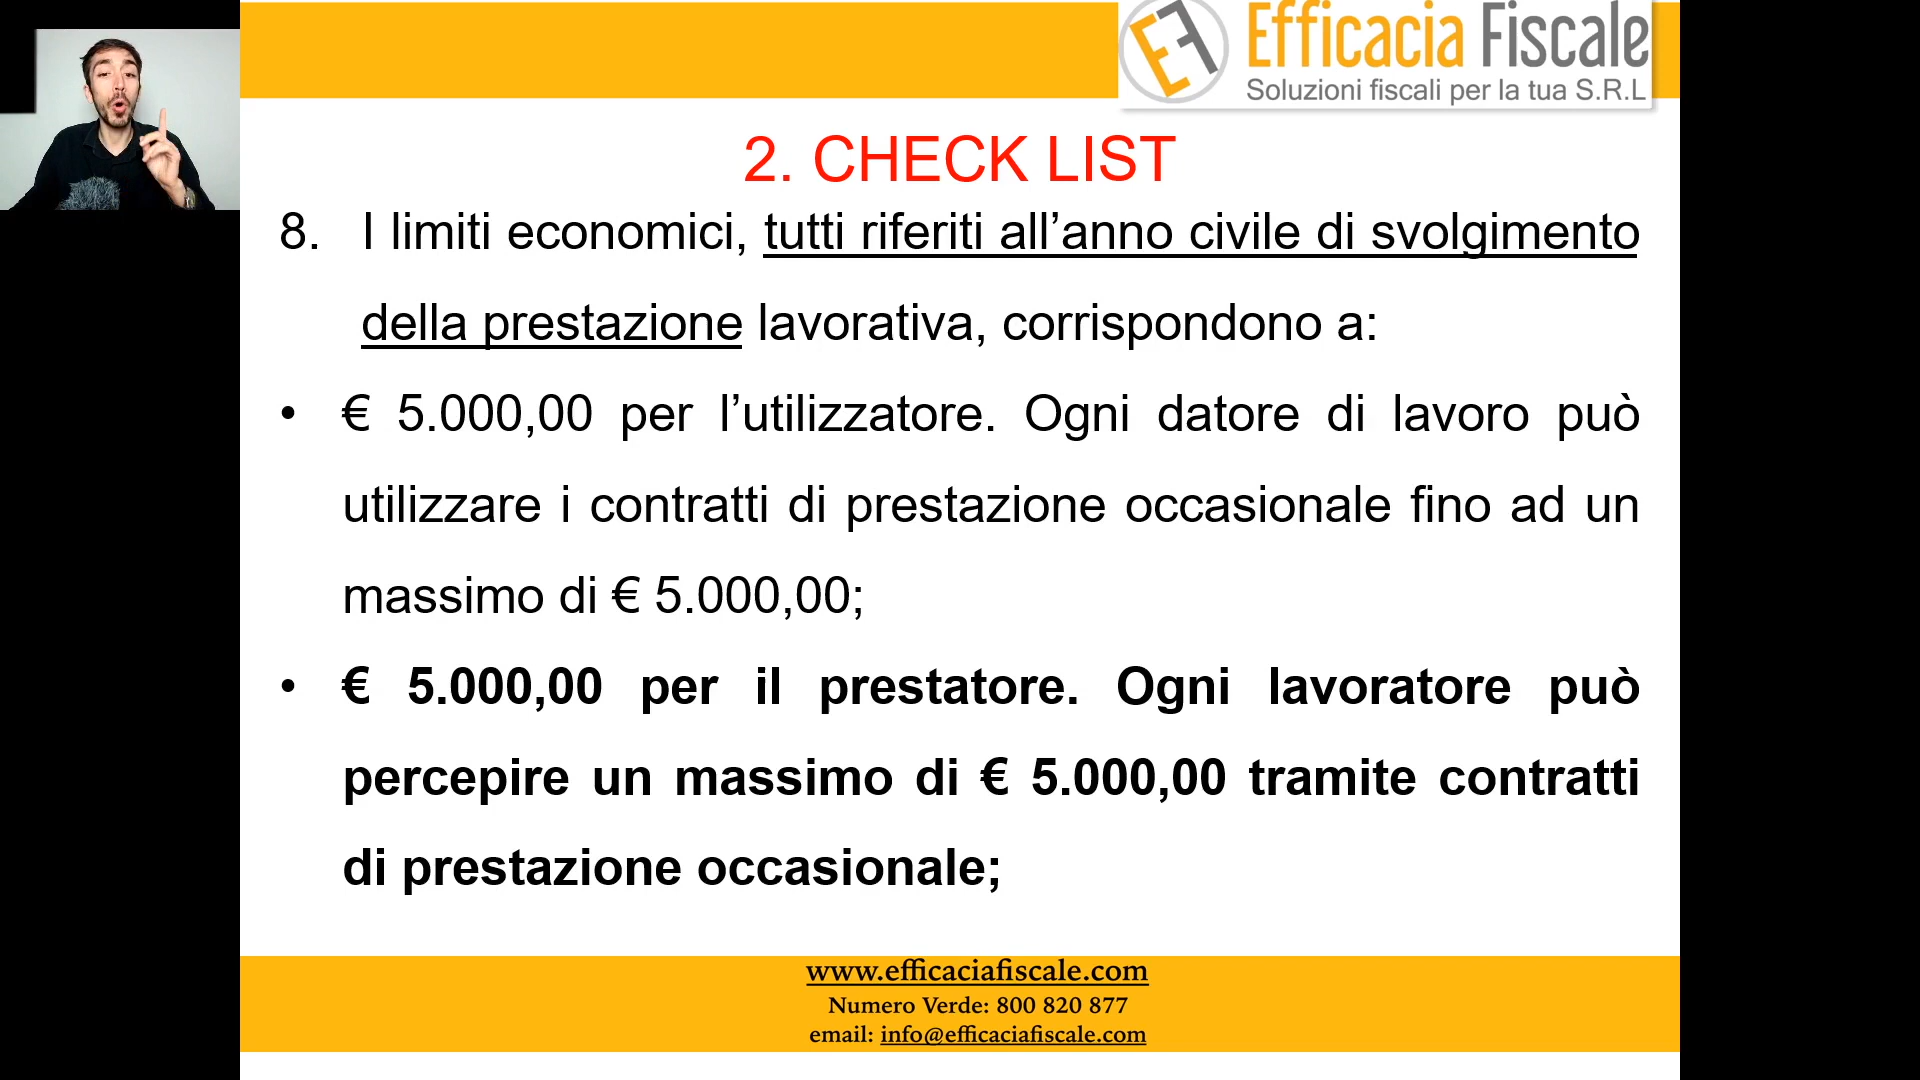 EF
Efficacia Fiscale
Soluzioni fiscali per la tua S.R.L
2. CHECK LIST
8. I limiti economici, tutti riferiti all’anno civile di svolgimento
della prestazione lavorativa, corrispondono a:
• € 5.000,00 per l’utilizzatore. Ogni datore di lavoro può
utilizzare i contratti di prestazione occasionale fino ad un
massimo di € 5.000,00;
• € 5.000,00 per il prestatore. Ogni lavoratore può
percepire un massimo di € 5.000,00 tramite contratti
di prestazione occasionale;
www.efficaciafiscale.com
Numero Verde: 800 820 877
email: info@efficaciafiscale.com